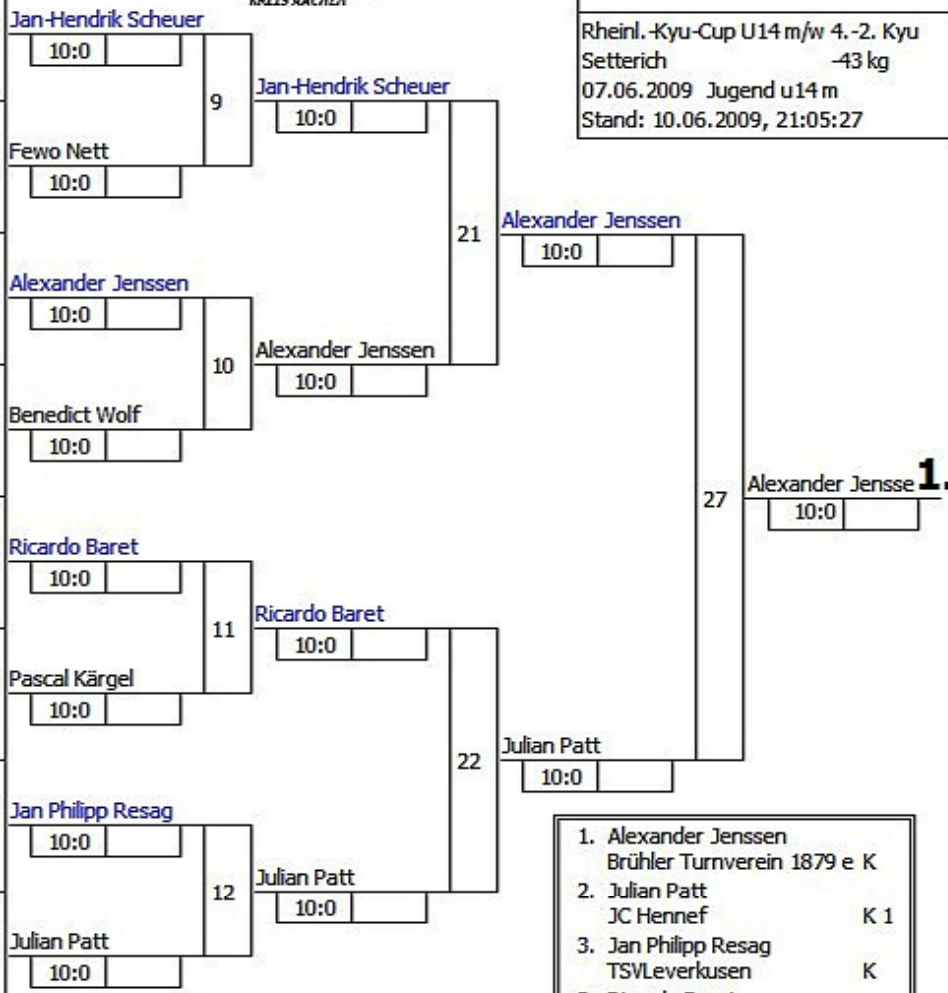 KREIS AACHEN
Rheinl.-Kyu-Cup U14 m/w 4.-2. Kyu
Setterich -43 kg
07.06.2009 Jugend u14 m
Stand: 10.06.2009, 21:05:27
Jan-Hendrik Scheuer
10:0
9
Fewo Nett
10:0
Alexander Jenssen
10:0
10
Benedict Wolf
10:0
Ricardo Baret
10:0
11
Pascal Kärgel
10:0
Jan Philipp Resag
10:0
12
Julian Patt
10:0
Jan-Hendrik Scheuer
10:0
21
Alexander Jenssen
10:0
Ricardo Baret
10:0
22
Julian Patt
10:0
Alexander Jenssen
10:0
27
Julian Patt
10:0
Alexander Jensse 1.
10:0
1. Alexander Jenssen
Brühler Turnverein 1879 e K
2. Julian Patt
JC Hennef K 1
3. Jan Philipp Resag
TSVLeverkusen K